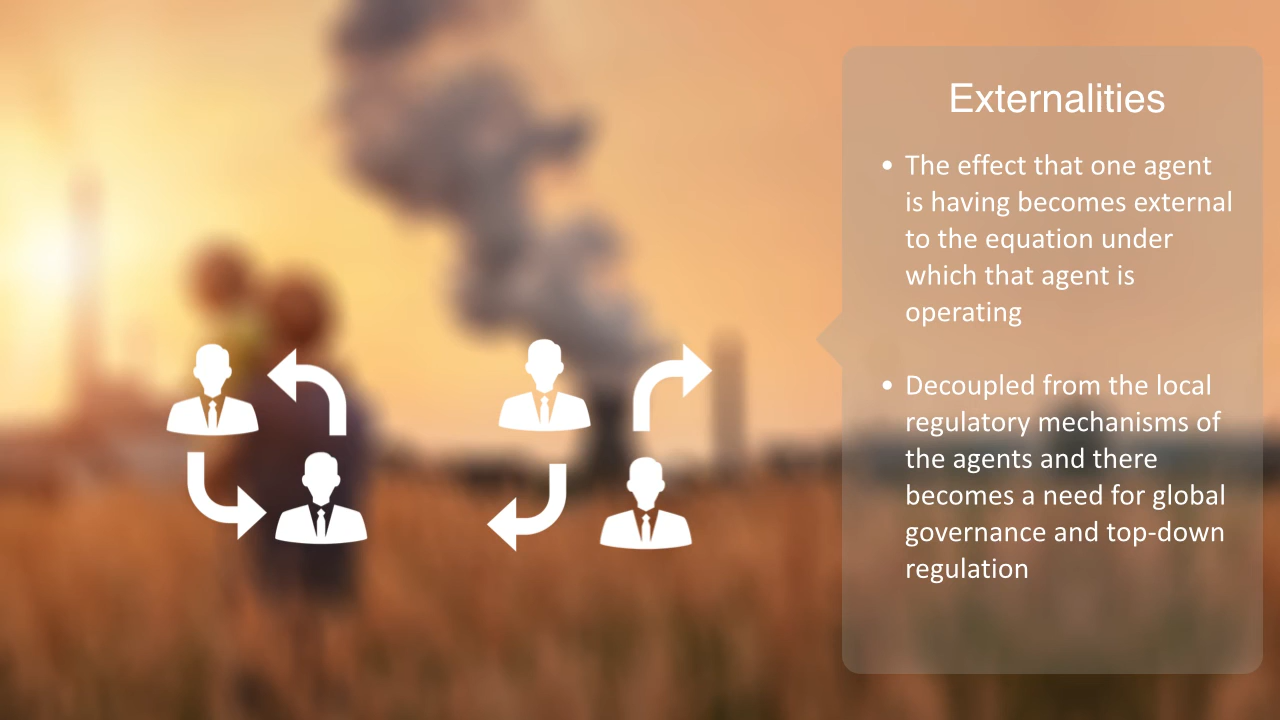 Externalities
• The effect that one agent
is having becomes external
to the equation under
which that agent is
operating
• Decoupled from the local
regulatory mechanisms of
the agents and there
becomes a need for global
governance and top-down
regulation